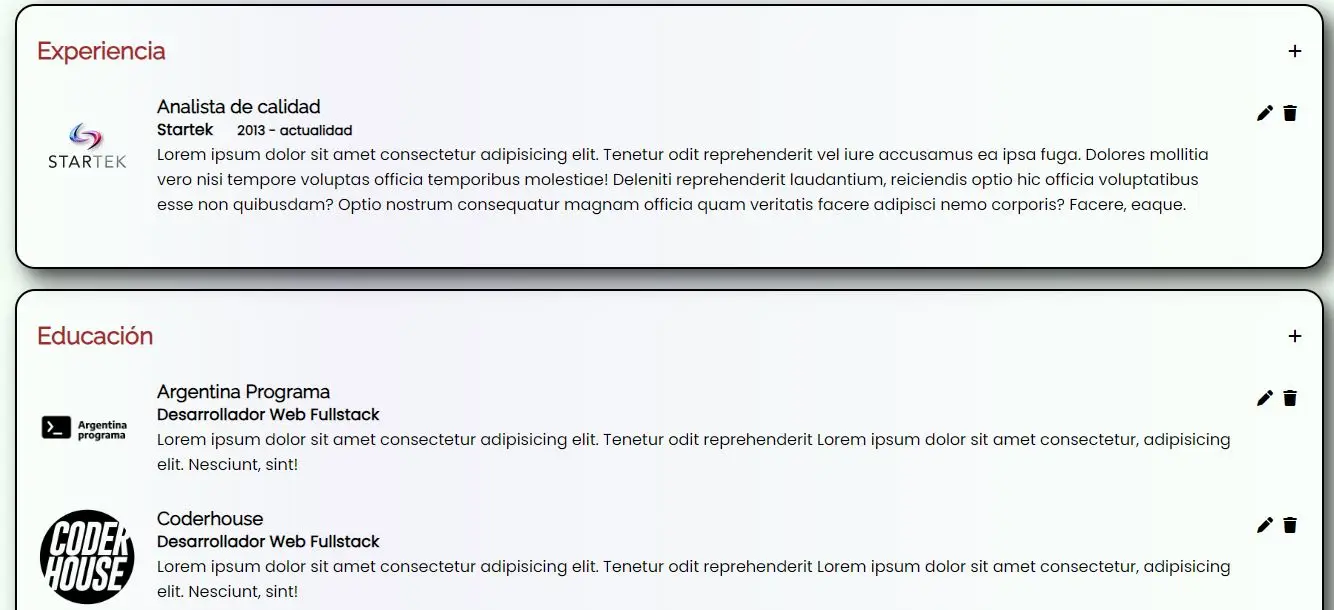 Experiencia
+
Analista de calidad
Startek 2013 - actualidad
STARTEK
Lorem ipsum dolor sit amet consectetur adipisicing elit. Tenetur odit reprehenderit vel iure accusamus ea ipsa fuga. Dolores mollitia
vero nisi tempore voluptas officia temporibus molestiae! Deleniti reprehenderit laudantium, reiciendis optio hic officia voluptatibus
esse non quibusdam? Optio nostrum consequatur magnam officia quam veritatis facere adipisci nemo corporis? Facere, eaque.
Educación
+
Argentina Programa
Desarrollador Web Fullstack
>_ Argentina
programa
Lorem ipsum dolor sit amet consectetur adipisicing elit. Tenetur odit reprehenderit Lorem ipsum dolor sit amet consectetur, adipisicing
elit. Nesciunt, sint!
Coderhouse
Desarrollador Web Fullstack
CODER
HOUSE
Lorem ipsum dolor sit amet consectetur adipisicing elit. Tenetur odit reprehenderit Lorem ipsum dolor sit amet consectetur, adipisicing
elit. Nesciunt, sint!